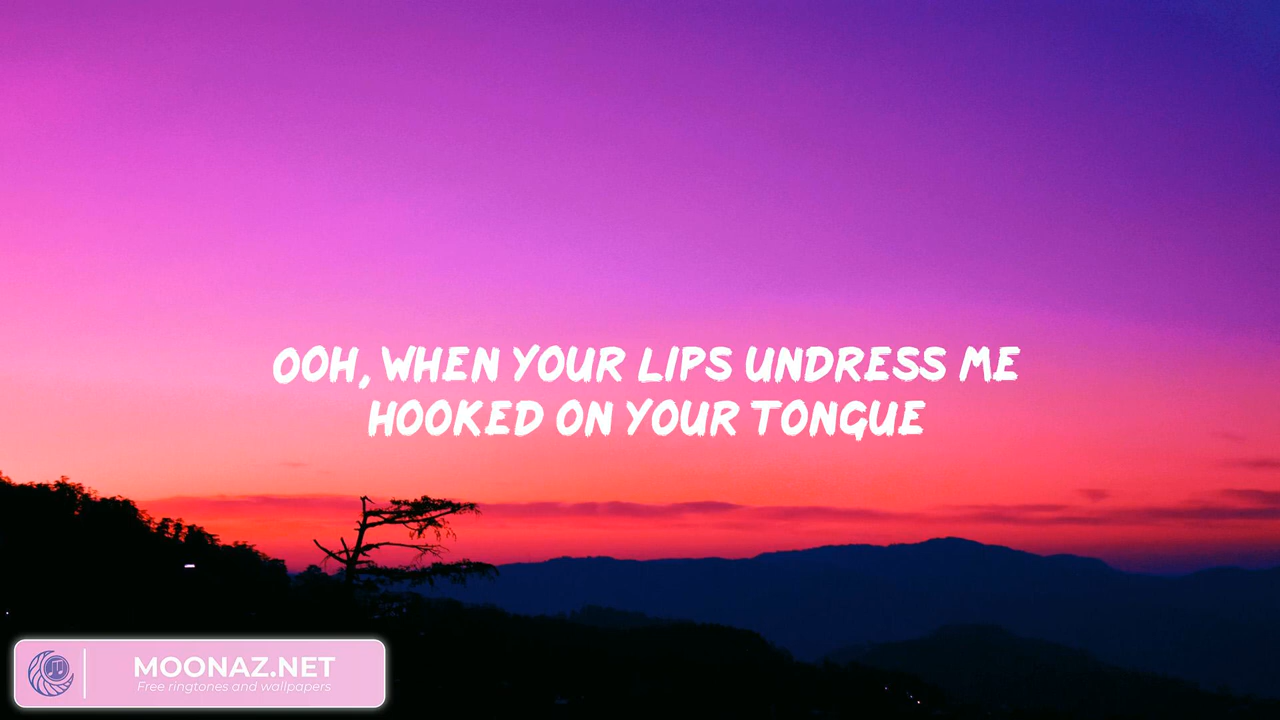 OOH, WHEN YOUR LIPS UNDRESS ME
HOOKED ON YOUR TONGUE
MOONAZ.NET
Free ringtones and wallpapers